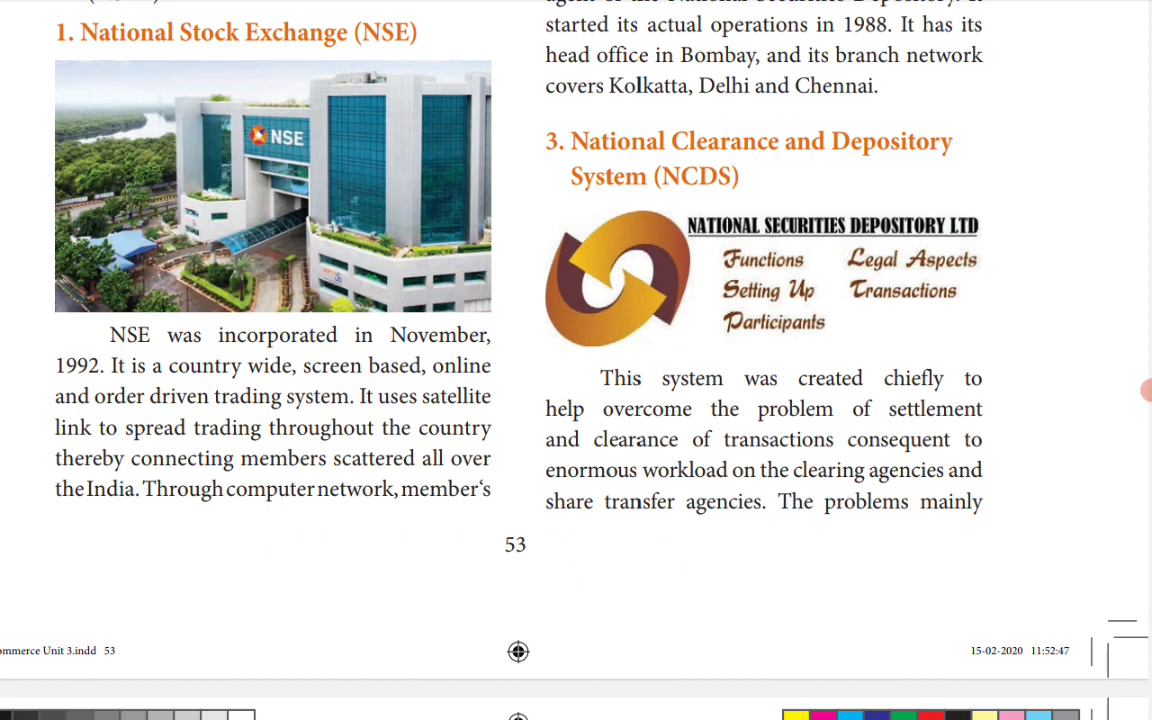 1. National Stock Exchange (NSE)
NSE
NSE was incorporated in November,
1992. It is a country wide, screen based, online
and order driven trading system. It uses satellite
link to spread trading throughout the country
thereby connecting members scattered all over
the India. Through computer network, member‘s
started its actual operations in 1988. It has its
head office in Bombay, and its branch network
covers Kolkatta, Delhi and Chennai.
3. National Clearance and Depository
System (NCDS)
NATIONAL SECURITIES DEPOSITORY LTD
Functions Legal Aspects
Setting Up Transactions
Participants
This system was created chiefly to
help overcome the problem of settlement
and clearance of transactions consequent to
enormous workload on the clearing agencies and
share transfer agencies. The problems mainly
53
ommerce Unit 3.indd 53
15-02-2020 11:52:47